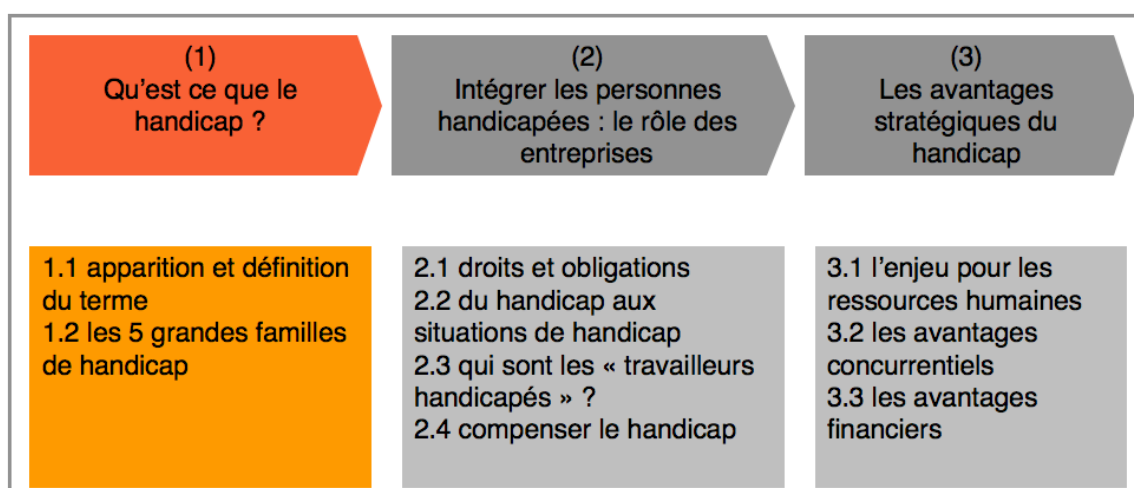 (1)
Qu'est ce que le
handicap ?
(2)
Intégrer les personnes
handicapées : le rôle des
entreprises
(3)
Les avantages
stratégiques du
handicap
1.1 apparition et définition
du terme
1.2 les 5 grandes familles
de handicap
2.1 droits et obligations
2.2 du handicap aux
situations de handicap
2.3 qui sont les « travailleurs
handicapés » ?
2.4 compenser le handicap
3.1 l'enjeu pour les
ressources humaines
3.2 les avantages
concurrentiels
3.3 les avantages
financiers